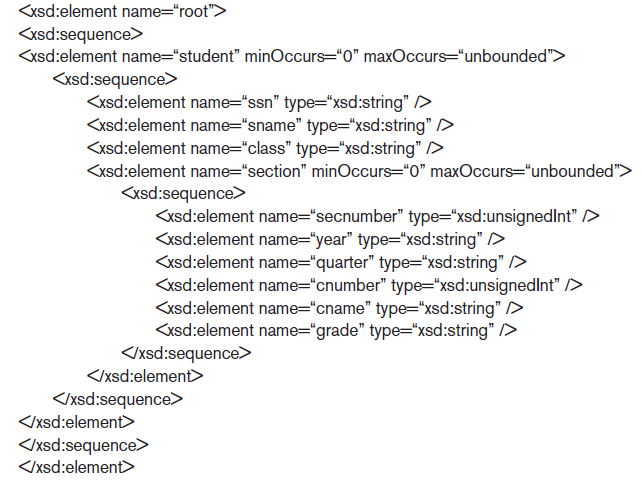 <xsd:element name=“root”>
<xsd:sequence>
<xsd:element name=“student” minOccurs=“0” maxOccurs=“unbounded”>
<xsd:sequence>
<xsd:element name=“ssn” type=“xsd:string” />
<xsd:element name=“sname” type=“xsd:string” />
<xsd:element name=“class” type=“xsd:string” />
<xsd:element name=“section” minOccurs=“0” maxOccurs=“unbounded”>
<xsd:sequence>
<xsd:element name=“secnumber” type=“xsd:unsignedInt” />
<xsd:element name=“year” type=“xsd:string” />
<xsd:element name=“quarter” type=“xsd:string” />
<xsd:element name=“cnumber” type=“xsd:unsignedInt” />
<xsd:element name=“cname” type=“xsd:string” />
<xsd:element name=“grade” type=“xsd:string” />
</xsd:sequence>
</xsd:element>
</xsd:sequence>
</xsd:element>
</xsd:sequence>
</xsd:element>